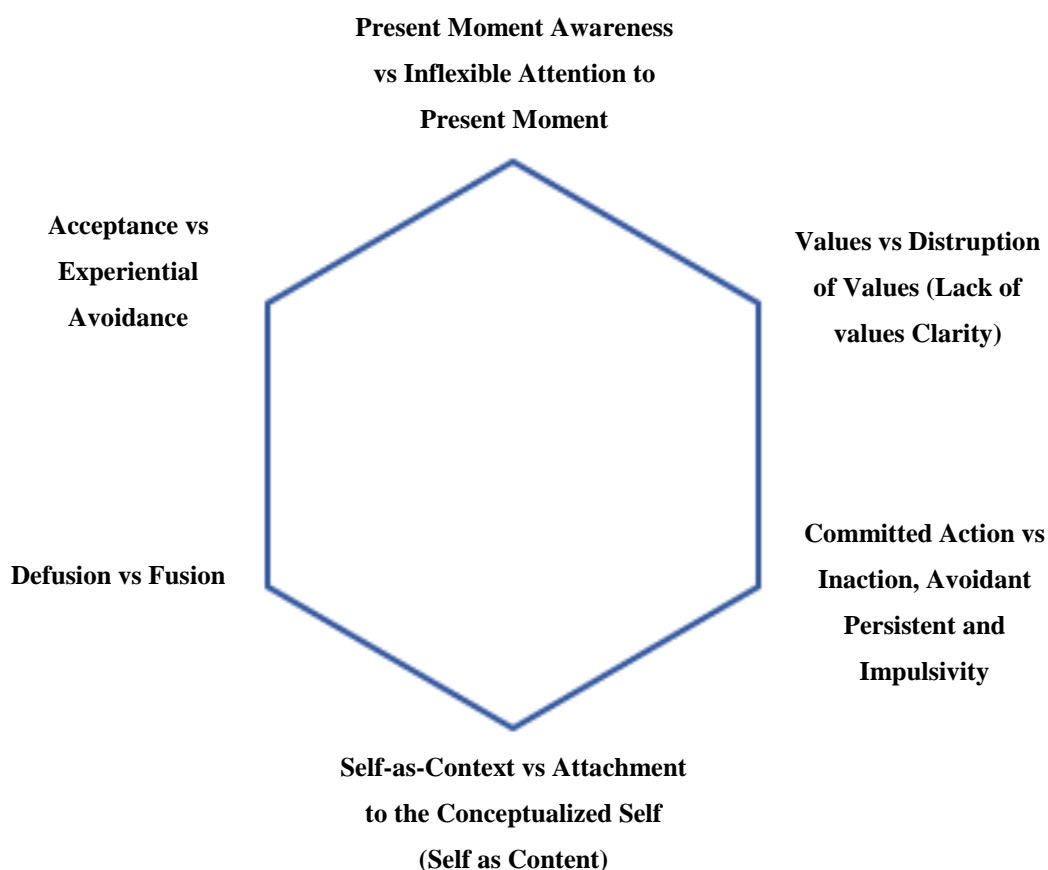 Present Moment Awareness
vs Inflexible Attention to
Present Moment
Acceptance vs
Experiential
Avoidance
Values vs Distruption
of Values (Lack of
values Clarity)
Defusion vs Fusion
Committed Action vs
Inaction, Avoidant
Persistent and
Impulsivity
Self-as-Context vs Attachment
to the Conceptualized Self
(Self as Content)